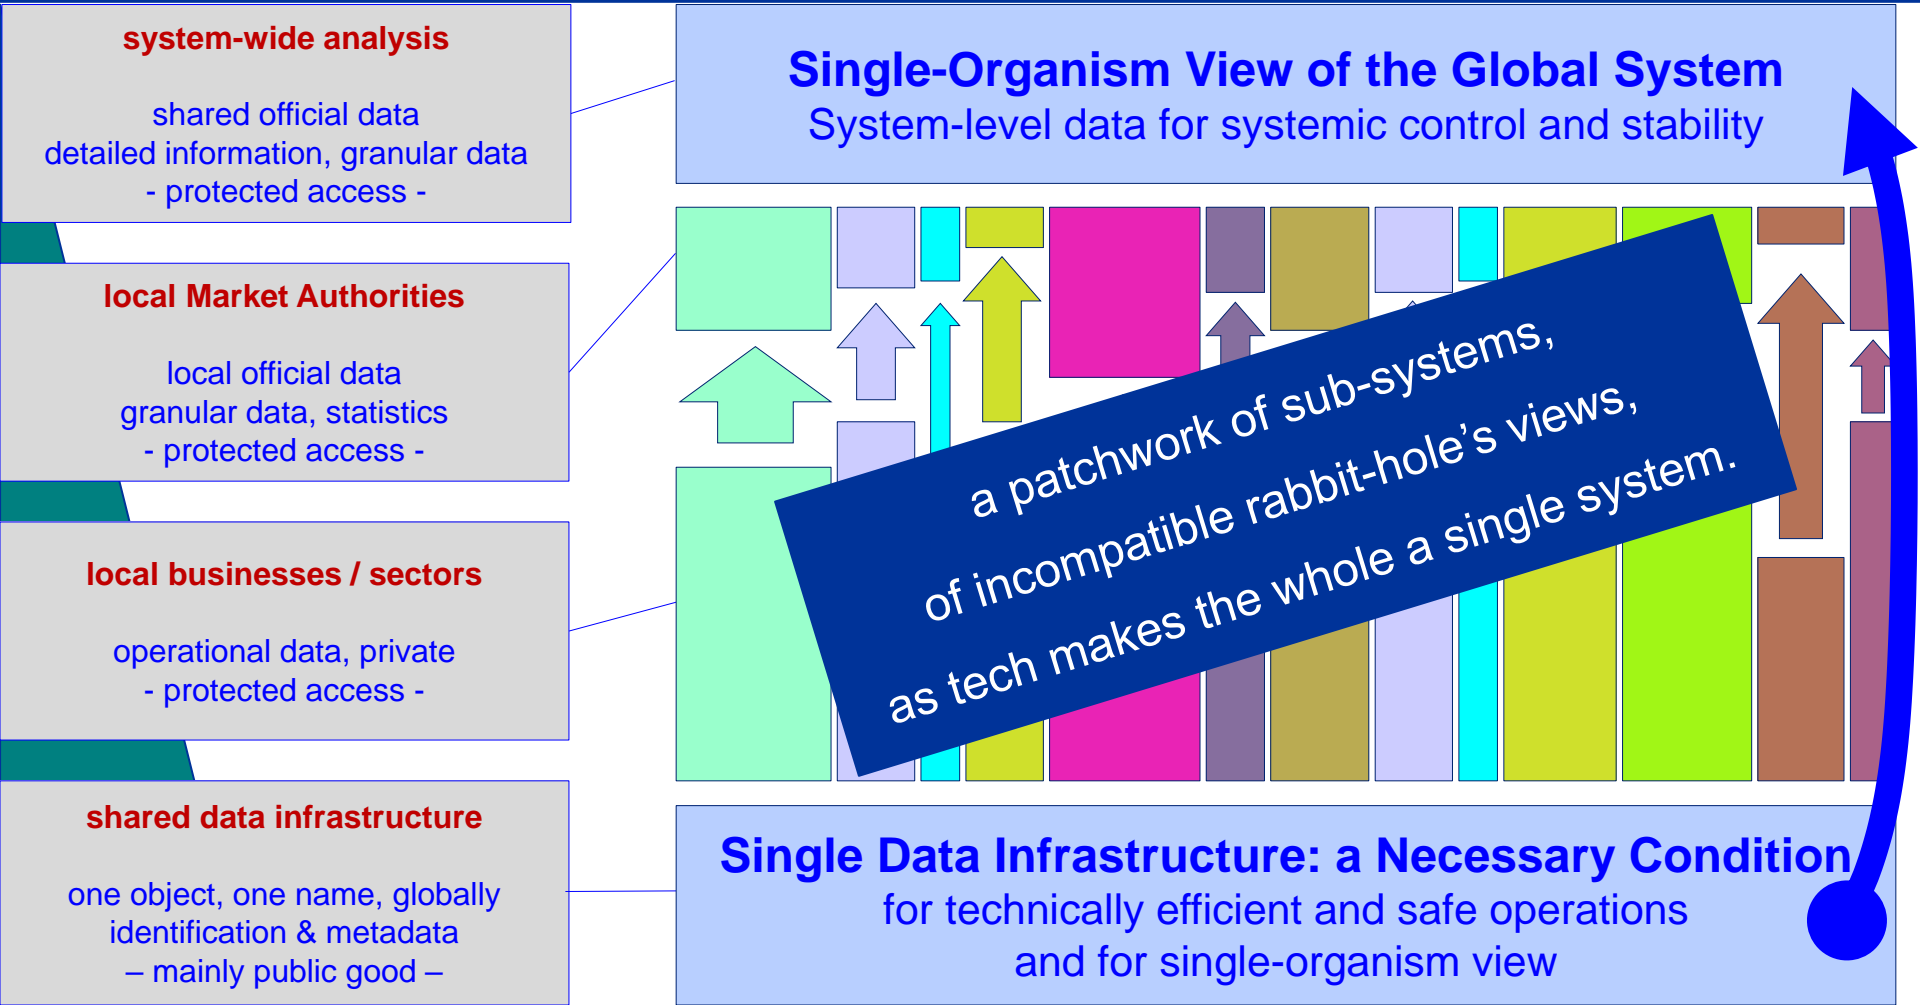 system-wide analysis
shared official data
detailed information, granular data
- protected access -
local Market Authorities
local official data
granular data, statistics
- protected access -
local businesses / sectors
operational data, private
- protected access -
shared data infrastructure
one object, one name, globally
identification & metadata
– mainly public good –
Single-Organism View of the Global System
System-level data for systemic control and stability
a patchwork of sub-systems,
of incompatible rabbit-hole’s views,
as tech makes the whole a single system.
Single Data Infrastructure: a Necessary Condition
for technically efficient and safe operations
and for single-organism view